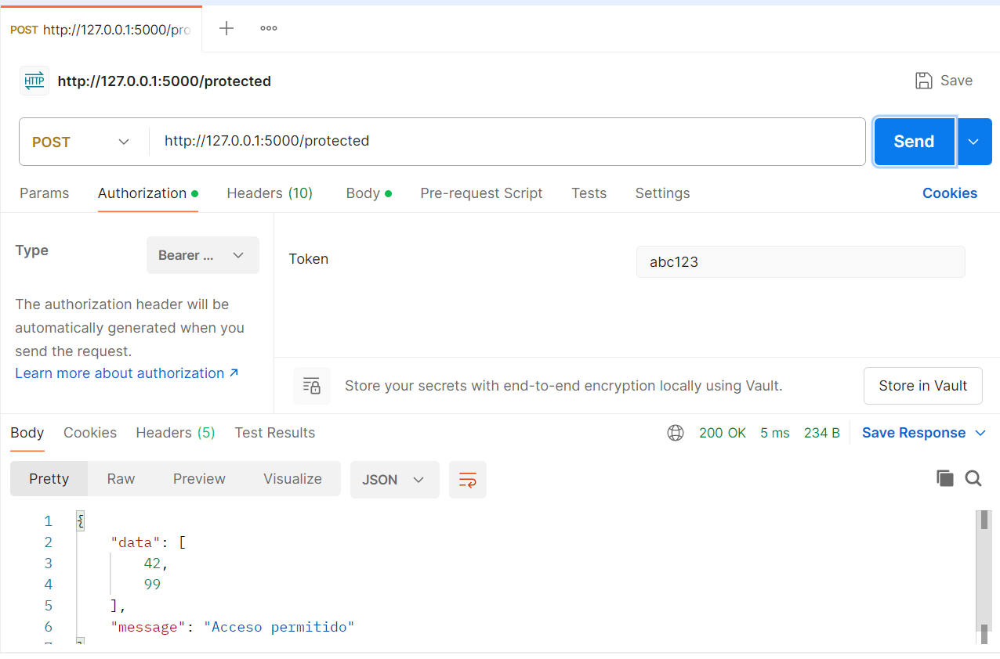 POST http://127.0.0.1:5000/pro
HTTP http://127.0.0.1:5000/protected
Save
POST http://127.0.0.1:5000/protected
Send
Params Authorization Headers (10) Body Pre-request Script Tests Settings Cookies
Type Bearer ...
Token abc123
The authorization header will be
automatically generated when you
send the request.
Learn more about authorization ↗
Store your secrets with end-to-end encryption locally using Vault.
Store in Vault
Body Cookies Headers (5) Test Results
200 OK 5 ms 234 B Save Response
Pretty Raw Preview Visualize JSON
1 {
2 "data": [
3 42,
4 99
5 ],
6 "message": "Acceso permitido"